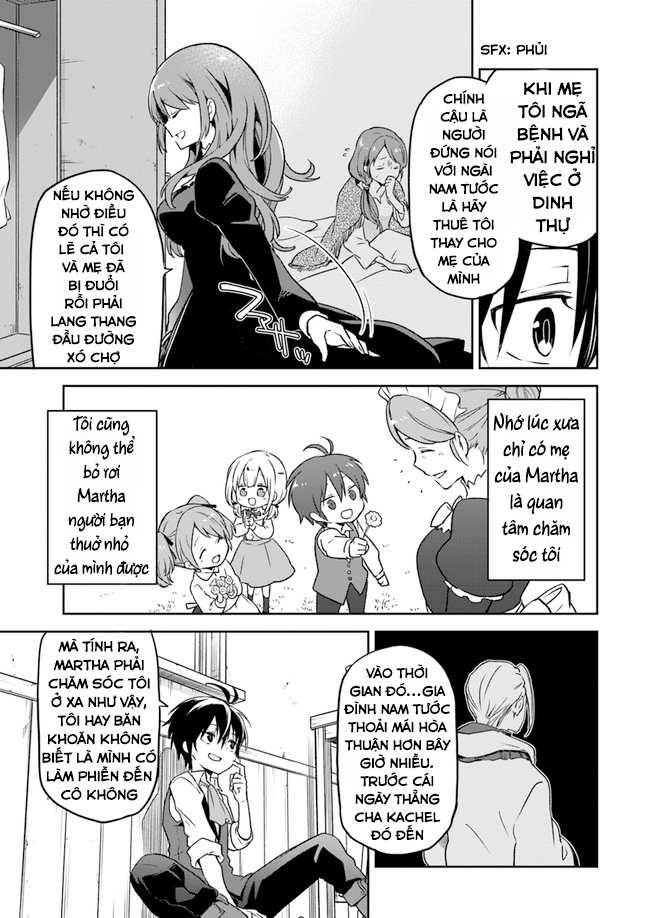 SFX: PHỦI
KHI MẸ
TÔI NGÃ
BỆNH VÀ
PHẢI NGHỈ
VIỆC Ở
DINH
THỰ
CHÍNH
CẬU LÀ
NGƯỜI
ĐỨNG NÓI
VỚI NGÀI
NAM TƯỚC
LÀ HÃY
THUÊ TÔI
THAY CHO
MẸ CỦA
MÌNH
NẾU KHÔNG
NHỜ ĐIỀU
ĐÓ THÌ CÓ
LẼ CẢ TÔI
VÀ MẸ ĐÃ
BỊ ĐUỔI
RỒI PHẢI
LANG THANG
ĐẦU ĐƯỜNG
XÓ CHỢ
Nhớ lúc xưa
chỉ có mẹ
của Martha
là quan
tâm chăm
sóc tôi
Tôi cũng
không thể
bỏ rơi
Martha
người bạn
thuở nhỏ
của mình được
VÀO THỜI
GIAN ĐÓ...GIA
ĐÌNH NAM TƯỚC
THOẢI MÁI HÒA
THUẬN HƠN BÂY
GIỜ NHIỀU.
TRƯỚC CÁI
NGÀY THẰNG
CHA KACHEL
ĐÓ ĐẾN
MÀ TÍNH RA,
MARTHA PHẢI
CHĂM SÓC TÔI
Ở XA NHƯ VẬY,
TÔI HAY BĂN
KHOĂN KHÔNG
BIẾT LÀ MÌNH CÓ
LÀM PHIỀN ĐẾN
CÔ KHÔNG